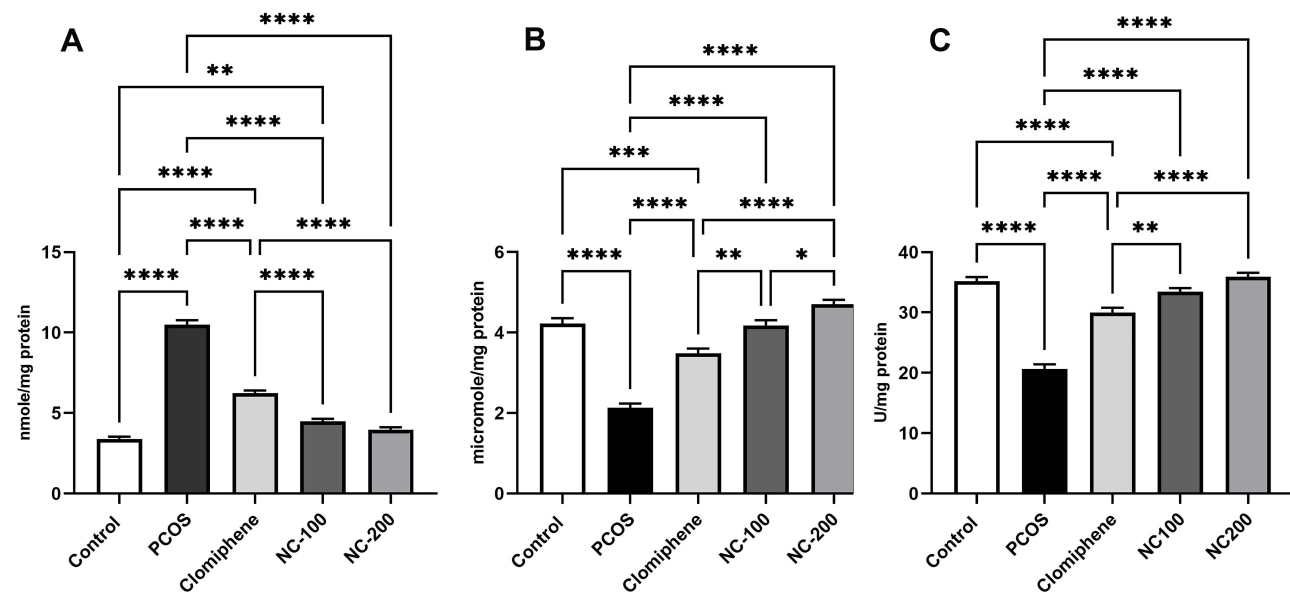 A
****
**
****
****
**** ****
**** ****
15
10
5
0
nmole/mg protein
Control
PCOS
Clomiphene
NC-100
NC-200
B
****
****
***
**** ****
**** ** *
6
4
2
0
micromole/mg protein
Control
PCOS
Clomiphene
NC-100
NC-200
C
****
****
****
**** ****
**** **
40
30
20
10
0
U/mg protein
Control
PCOS
Clomiphene
NC100
NC200